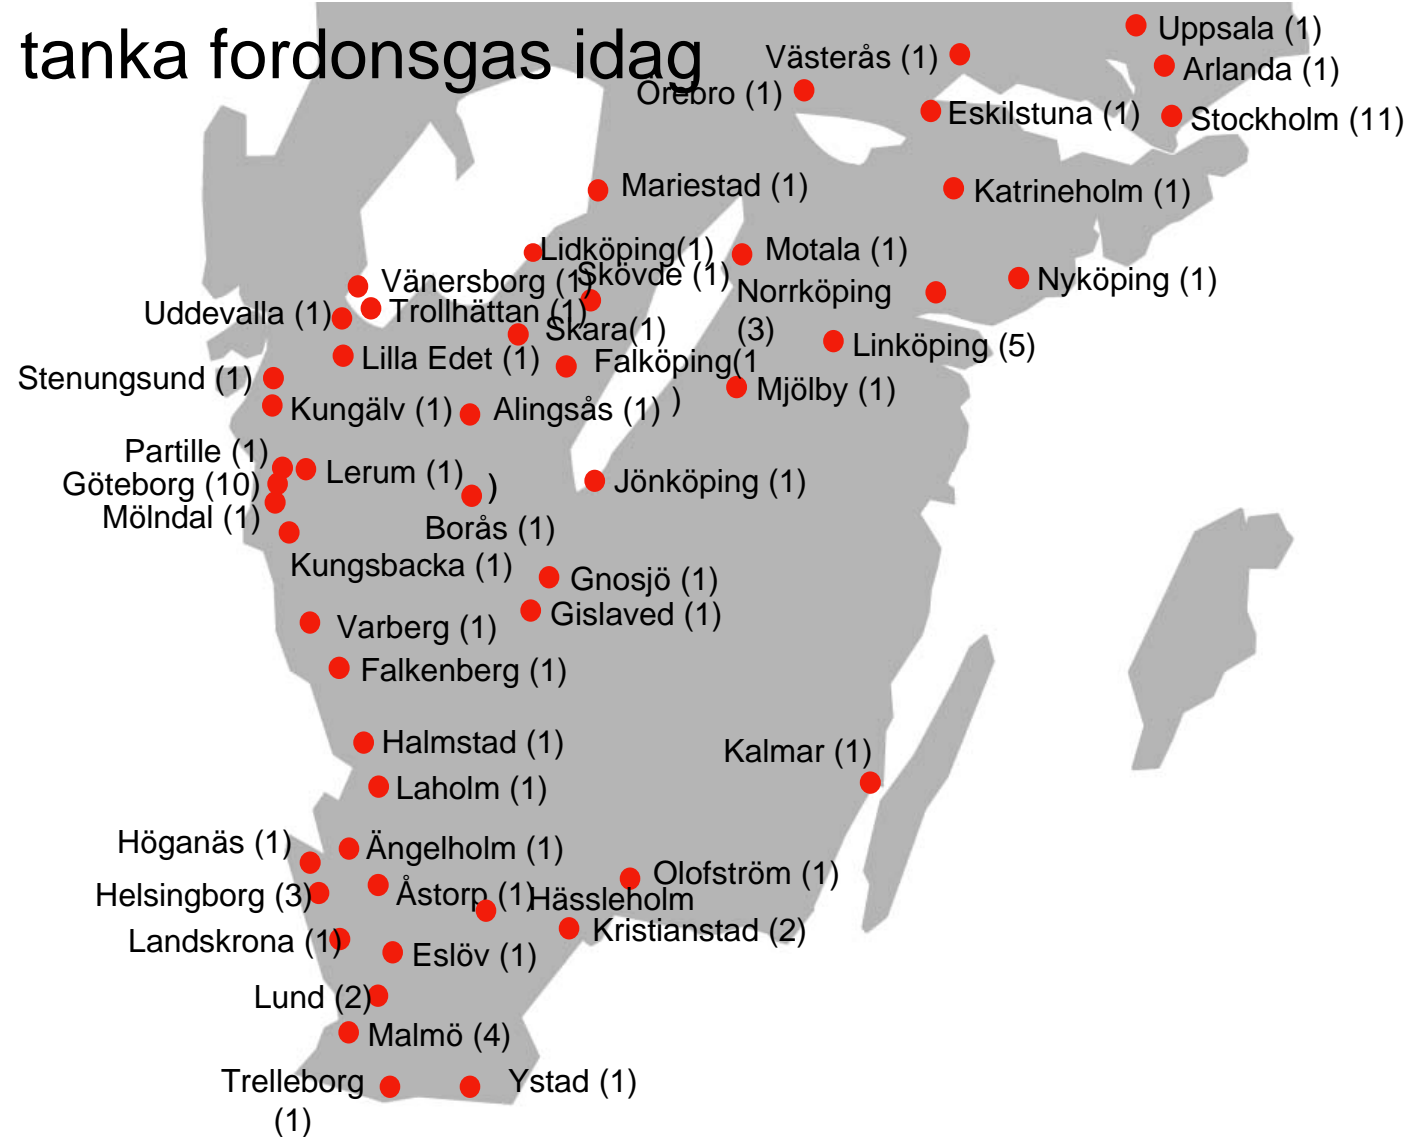 tanka fordonsgas idag
Uppsala (1)
Västerås (1)
Arlanda (1)
Örebro (1)
Eskilstuna (1)
Stockholm (11)
Mariestad (1)
Katrineholm (1)
Lidköping(1)
Motala (1)
Skövde (1)
Vänersborg (1)
Nyköping (1)
Norrköping
(3)
Uddevalla (1)
Trollhättan (1)
Skara(1)
Linköping (5)
Lilla Edet (1)
Falköping(1
)
Stenungsund (1)
Mjölby (1)
Kungälv (1)
Alingsås (1)
Partille (1)
Lerum (1)
Göteborg (10)
)
Jönköping (1)
Mölndal (1)
Borås (1)
Kungsbacka (1)
Gnosjö (1)
Gislaved (1)
Varberg (1)
Falkenberg (1)
Halmstad (1)
Kalmar (1)
Laholm (1)
Höganäs (1)
Ängelholm (1)
Olofström (1)
Helsingborg (3)
Åstorp (1)
Hässleholm
Kristianstad (2)
Landskrona (1)
Eslöv (1)
Lund (2)
Malmö (4)
Trelleborg
(1)
Ystad (1)